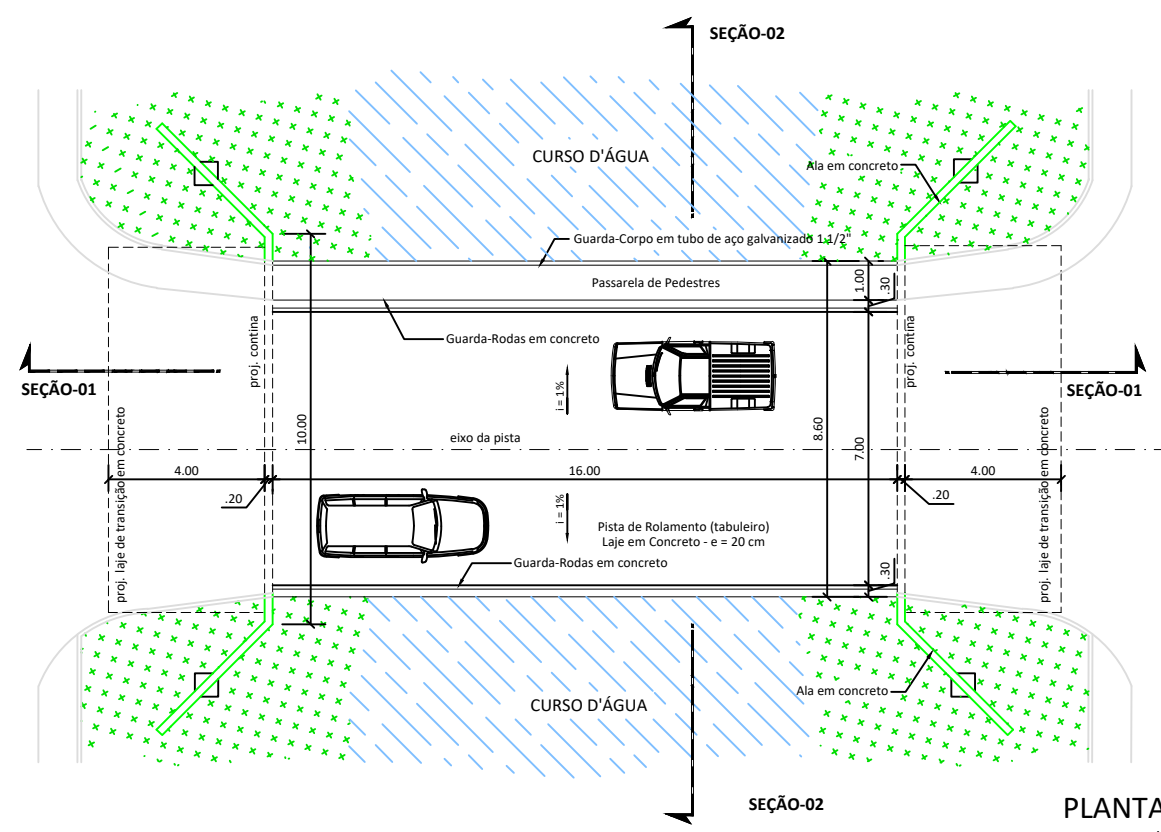 SEÇÃO-02
CURSO D'ÁGUA
Ala em concreto
Guarda-Corpo em tubo de aço galvanizado 1.1/2"
Passarela de Pedestres
1.00
.30
Guarda-Rodas em concreto
proj. contina
proj. contina
SEÇÃO-01
SEÇÃO-01
i = 1%
10.00
eixo da pista
8.60
7.00
4.00
16.00
4.00
.20
.20
proj. laje de transição em concreto
proj. laje de transição em concreto
i = 1%
Pista de Rolamento (tabuleiro)
Laje em Concreto - e = 20 cm
Guarda-Rodas em concreto
.30
Ala em concreto
CURSO D'ÁGUA
SEÇÃO-02
PLANTA